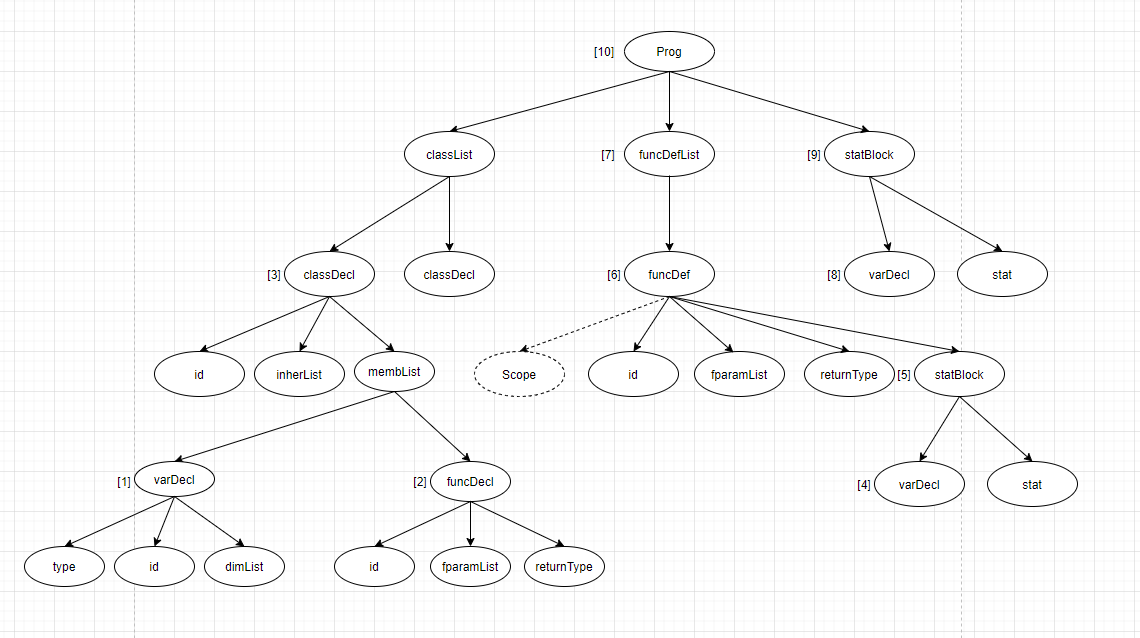 [10] Prog
classList [7] funcDefList [9] statBlock
[3] classDecl classDecl [6] funcDef [8] varDecl stat
id inherList membList Scope id fparamList returnType [5] statBlock
[1] varDecl [2] funcDecl [4] varDecl stat
type id dimList id fparamList returnType